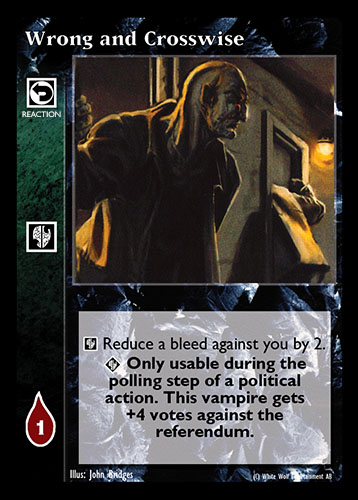 Wrong and Crosswise
REACTION
Reduce a bleed against you by 2.
Only usable during the
polling step of a political
action. This vampire gets
+4 votes against the
referendum.
1
Illus: John Bridges
(C) White Wolf Entertainment AB